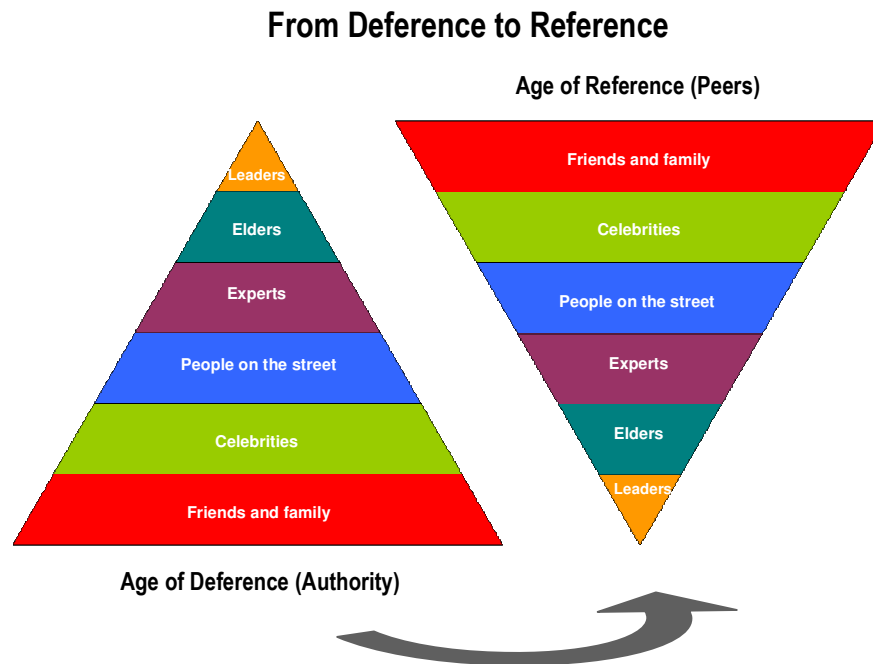 From Deference to Reference
Age of Reference (Peers)
Leaders
Elders
Experts
People on the street
Celebrities
Friends and family
Age of Deference (Authority)
Friends and family
Celebrities
People on the street
Experts
Elders
Leaders